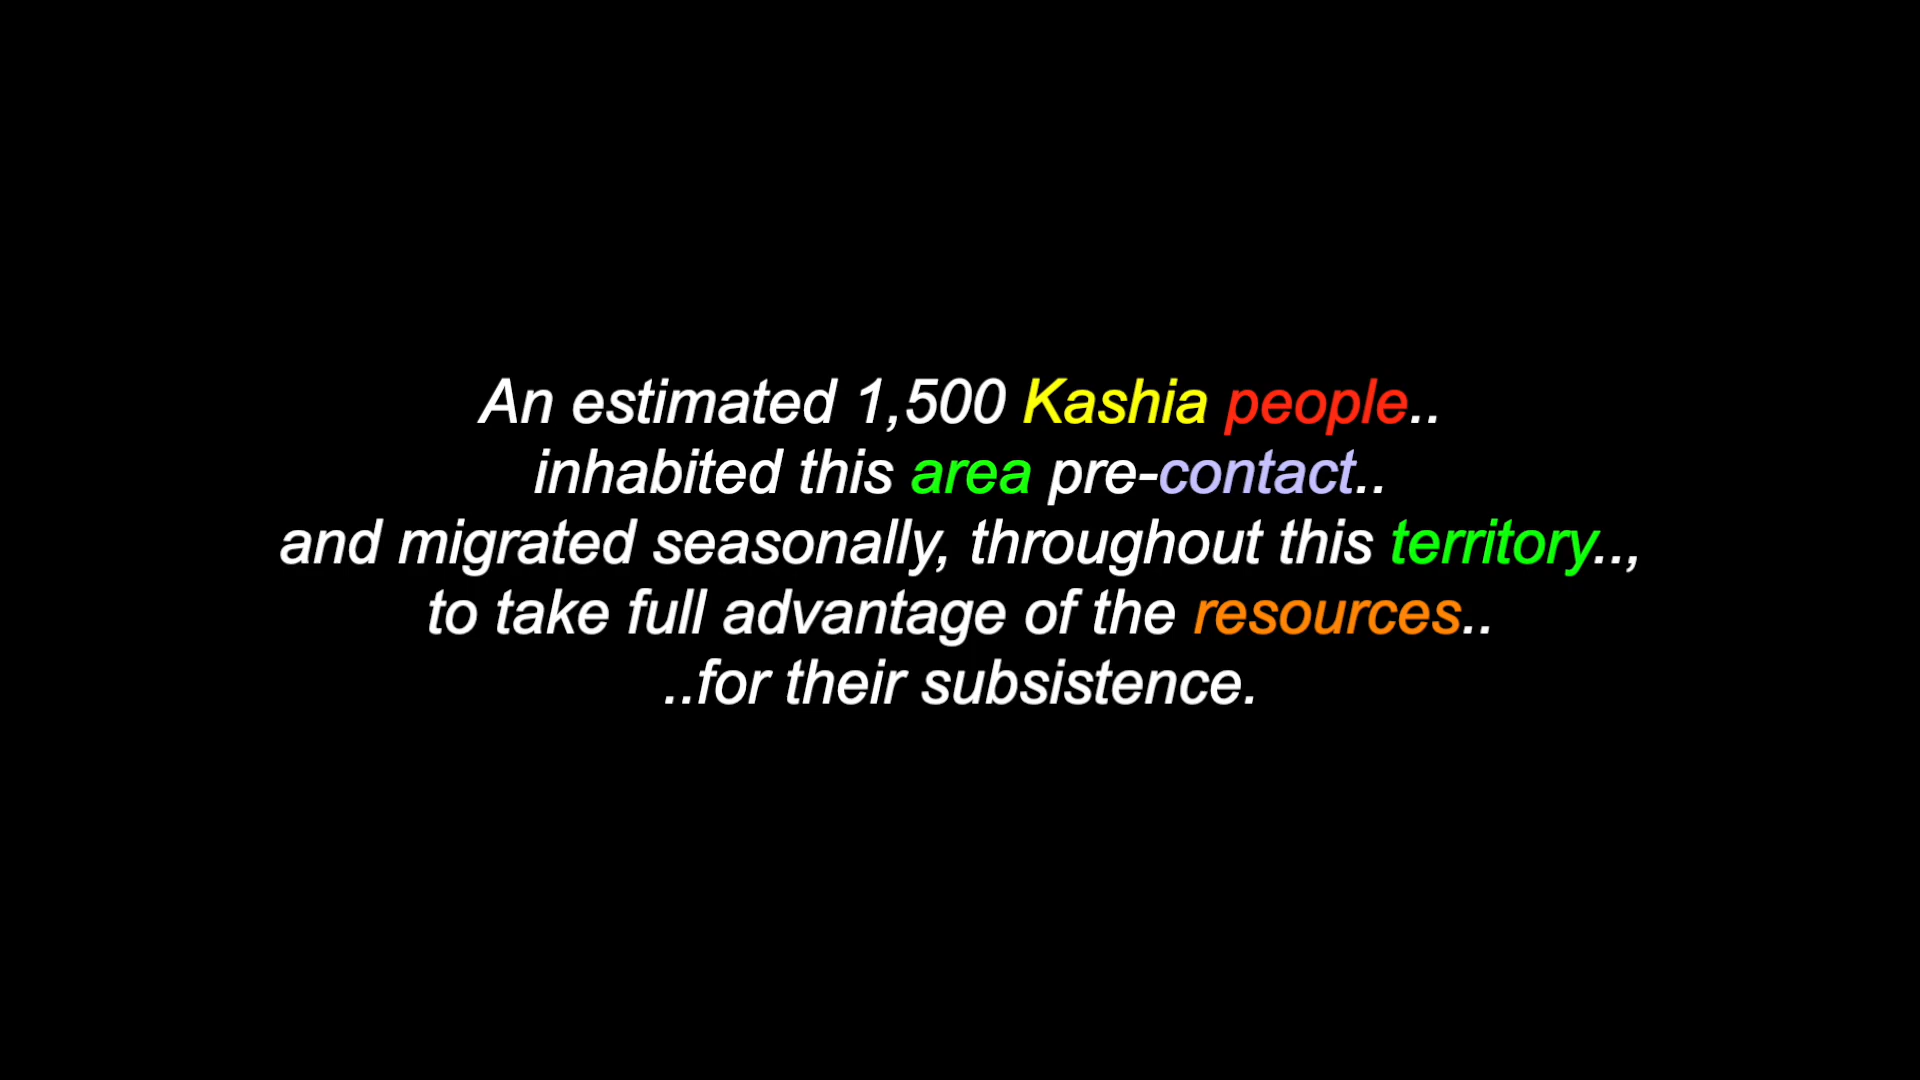 An estimated 1,500 Kashia people..
inhabited this area pre-contact..
and migrated seasonally, throughout this territory..,
to take full advantage of the resources..
..for their subsistence.